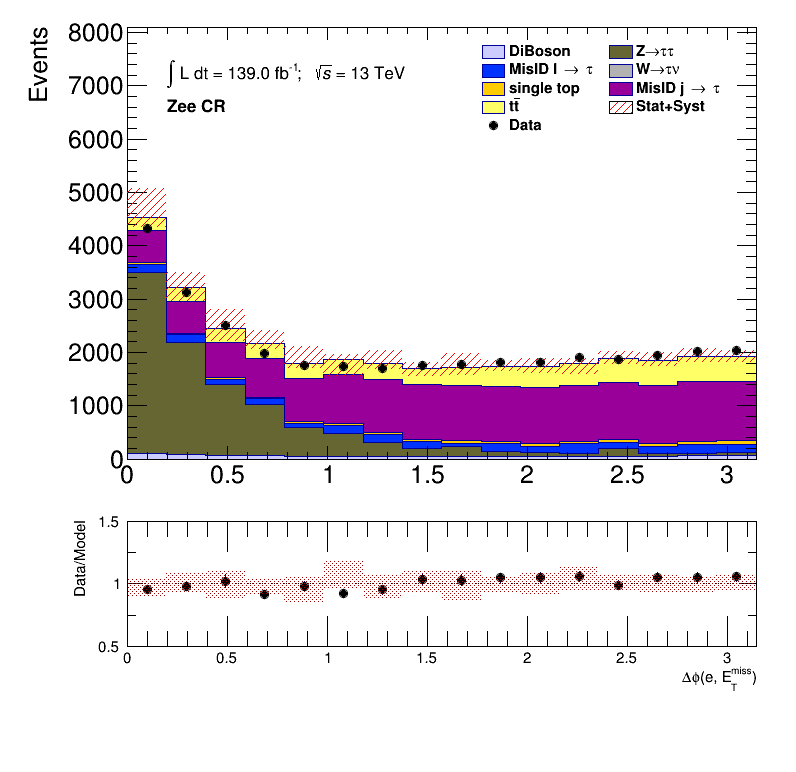 Events
8000
7000
6000
5000
4000
3000
2000
1000
0
∫ L dt = 139.0 fb⁻¹; √s = 13 TeV
Zee CR
DiBoson
Z→ττ
MisID l → τ
W→τν
single top
MisID j → τ
tt̄
Stat+Syst
Data
0 0.5 1 1.5 2 2.5 3
Data/Model
1.5
1
0.5
0 0.5 1 1.5 2 2.5 3
Δϕ(e, E_T^miss)